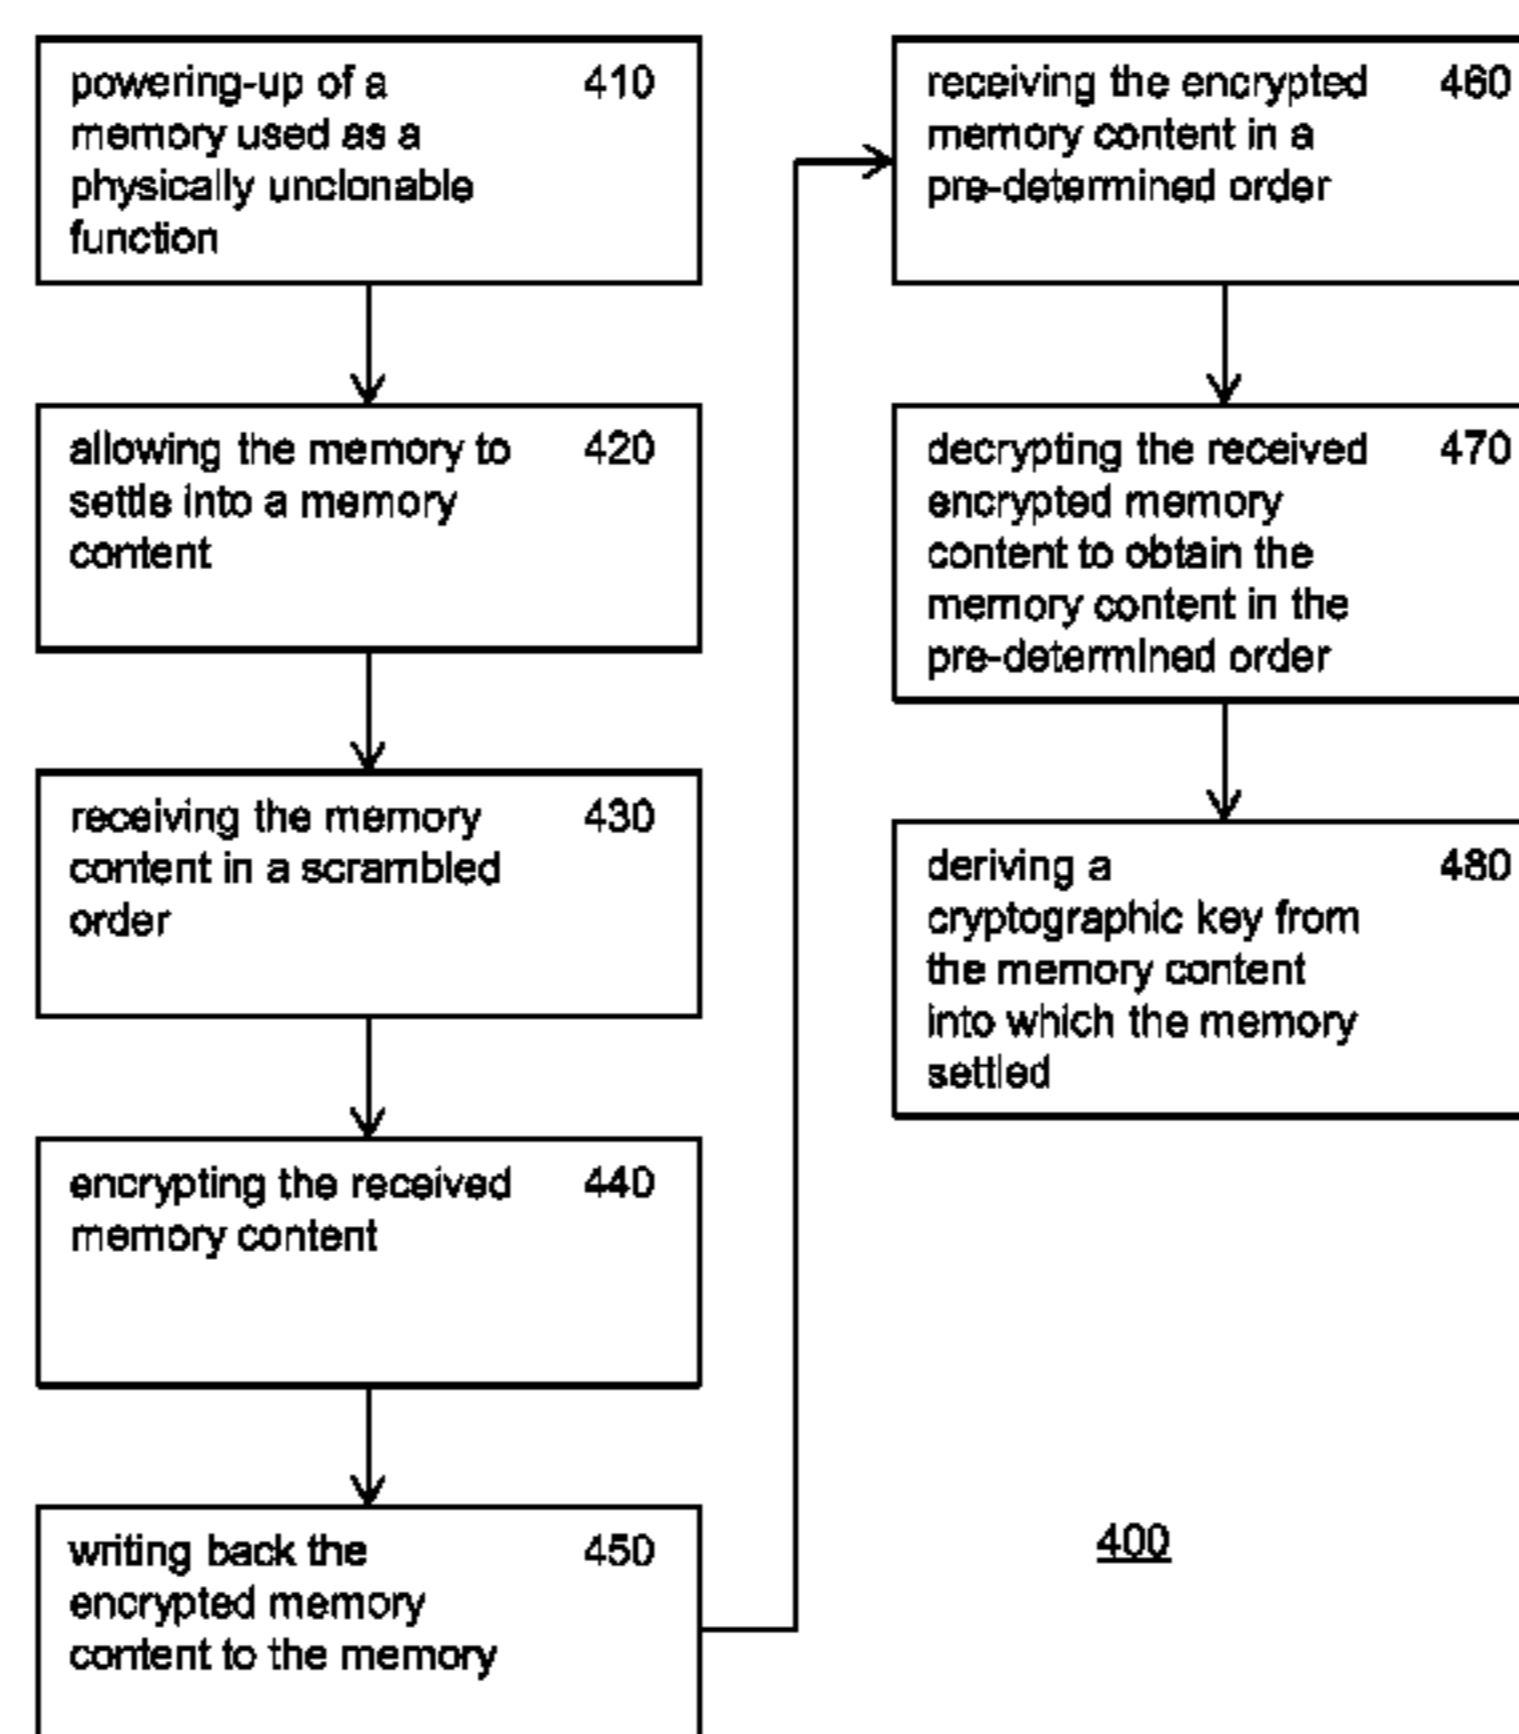 powering-up of a 410
memory used as a
physically unclonable
function
allowing the memory to 420
settle into a memory
content
receiving the memory 430
content in a scrambled
order
encrypting the received 440
memory content
writing back the 450
encrypted memory
content to the memory
receiving the encrypted 460
memory content in a
pre-determined order
decrypting the received 470
encrypted memory
content to obtain the
memory content in the
pre-determined order
deriving a 480
cryptographic key from
the memory content
into which the memory
settled
400